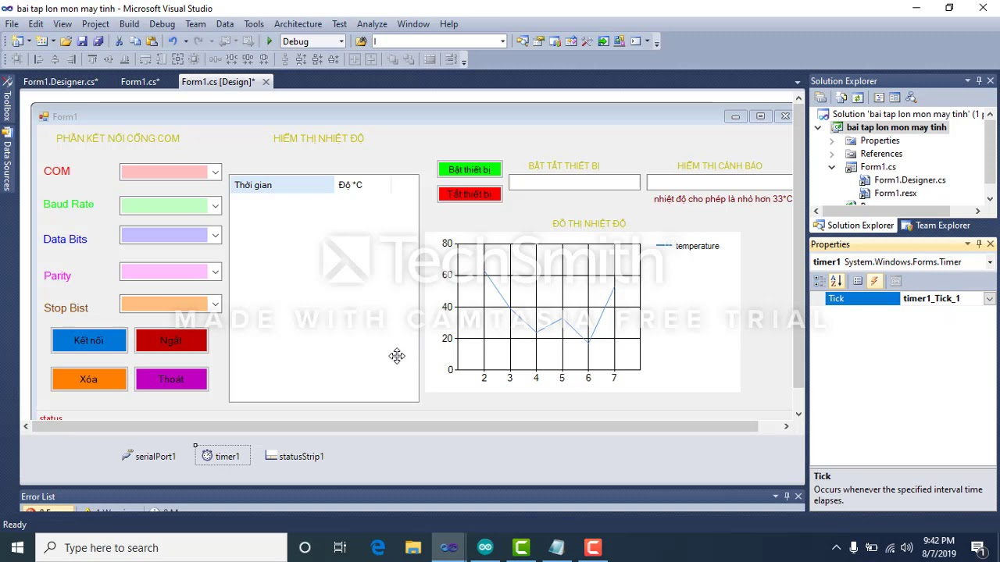 bai tap lon mon may tinh - Microsoft Visual Studio
File Edit View Project Build Debug Team Data Tools Architecture Test Analyze Window Help
Debug
Form1.Designer.cs* Form1.cs* Form1.cs [Design]*
Toolbox
Data Sources
Form1
PHẦN KẾT NỐI CỔNG COM
HIỂM THỊ NHIỆT ĐỘ
COM
Baud Rate
Data Bits
Parity
Stop Bist
Kết nối
Ngắt
Xóa
Thoát
status
Thời gian
Độ *C
Bật thiết bị
Tắt thiết bị
BẬT TẮT THIẾT BỊ
HIỂM THỊ CẢNH BÁO
nhiệt độ cho phép là nhỏ hơn 33*C
ĐỒ THỊ NHIỆT ĐỘ
temperature
80
60
40
20
0
2 3 4 5 6 7
TechSmith
MADE WITH CAMTASIA FREE TRIAL
serialPort1
timer1
statusStrip1
Error List
Ready
Solution Explorer
Solution 'bai tap lon mon may tinh' (1 p
bai tap lon mon may tinh
Properties
References
Form1.cs
Form1.Designer.cs
Form1.resx
Solution Explorer
Team Explorer
Properties
timer1 System.Windows.Forms.Timer
Tick timer1_Tick_1
Tick
Occurs whenever the specified interval time
elapses.
Type here to search
9:42 PM
8/7/2019
1